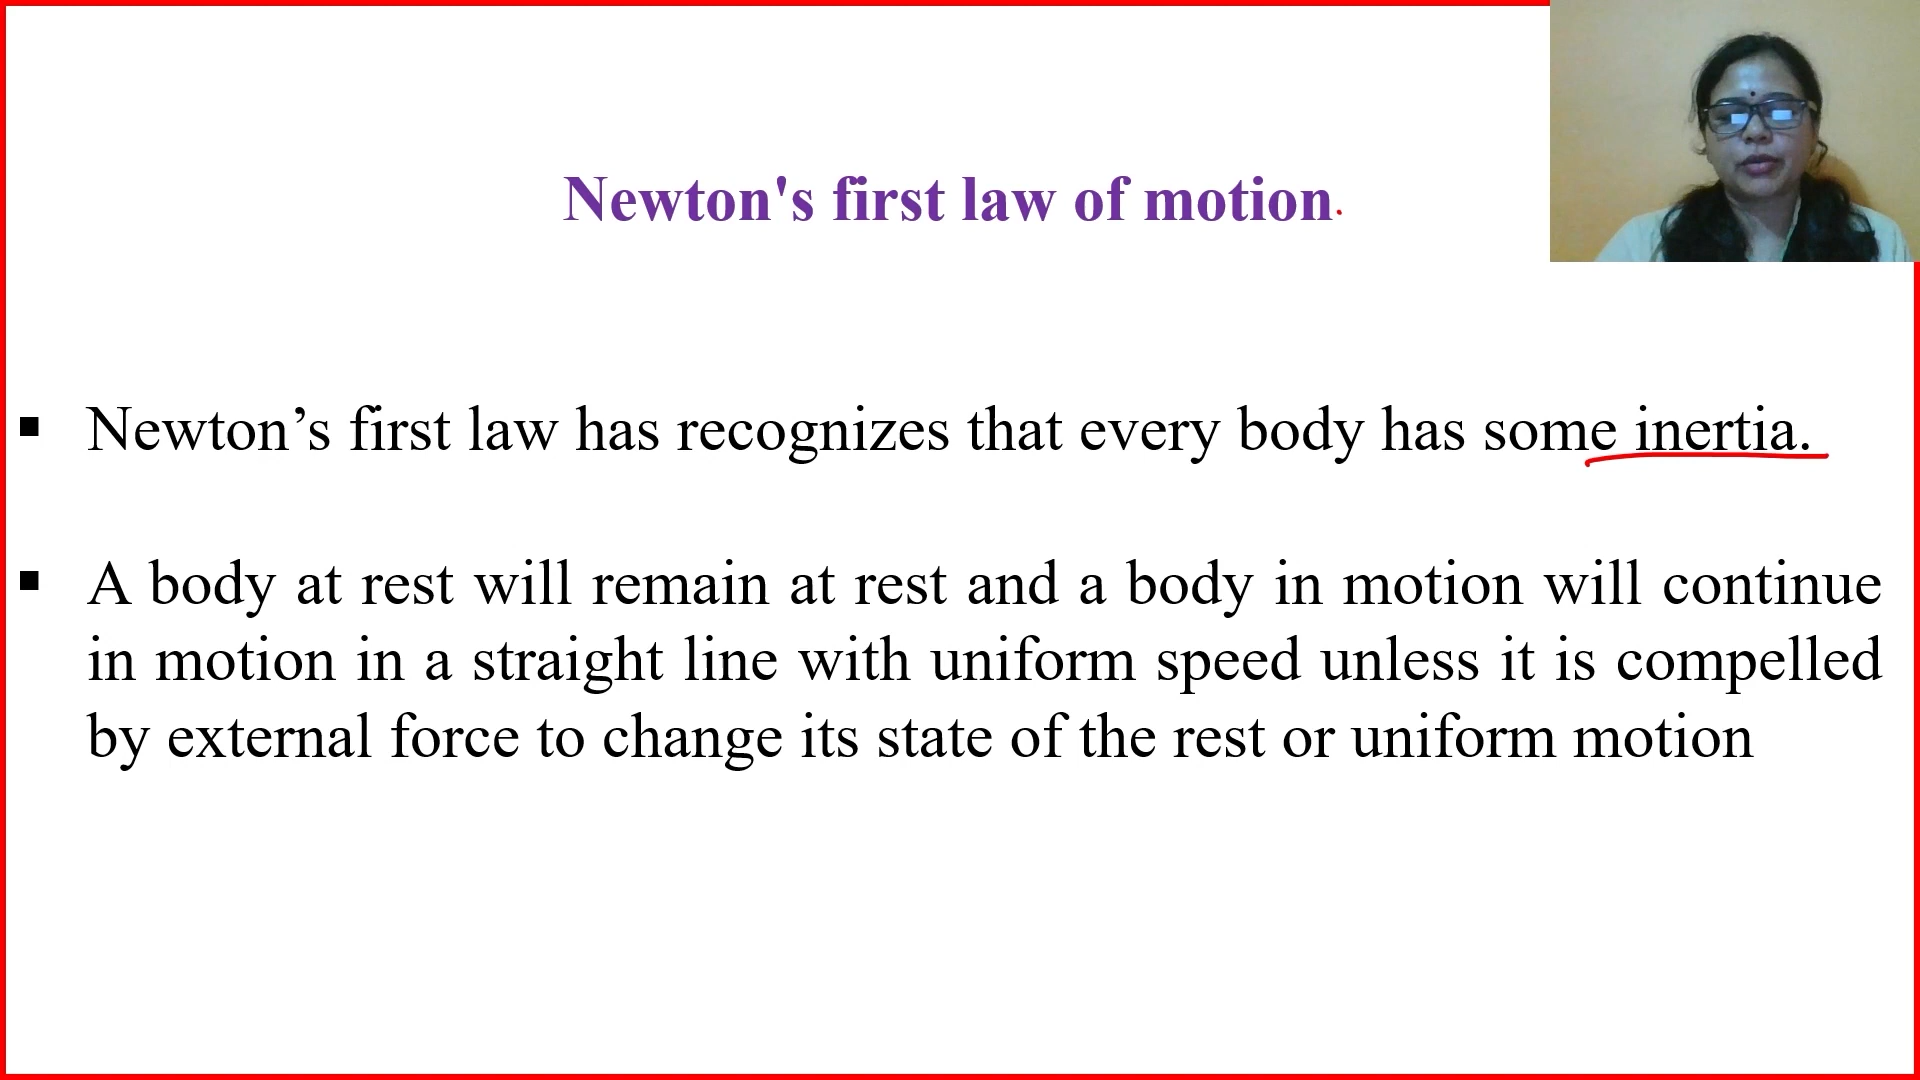 Newton's first law of motion.
▪ Newton’s first law has recognizes that every body has some inertia.
▪ A body at rest will remain at rest and a body in motion will continue
in motion in a straight line with uniform speed unless it is compelled
by external force to change its state of the rest or uniform motion